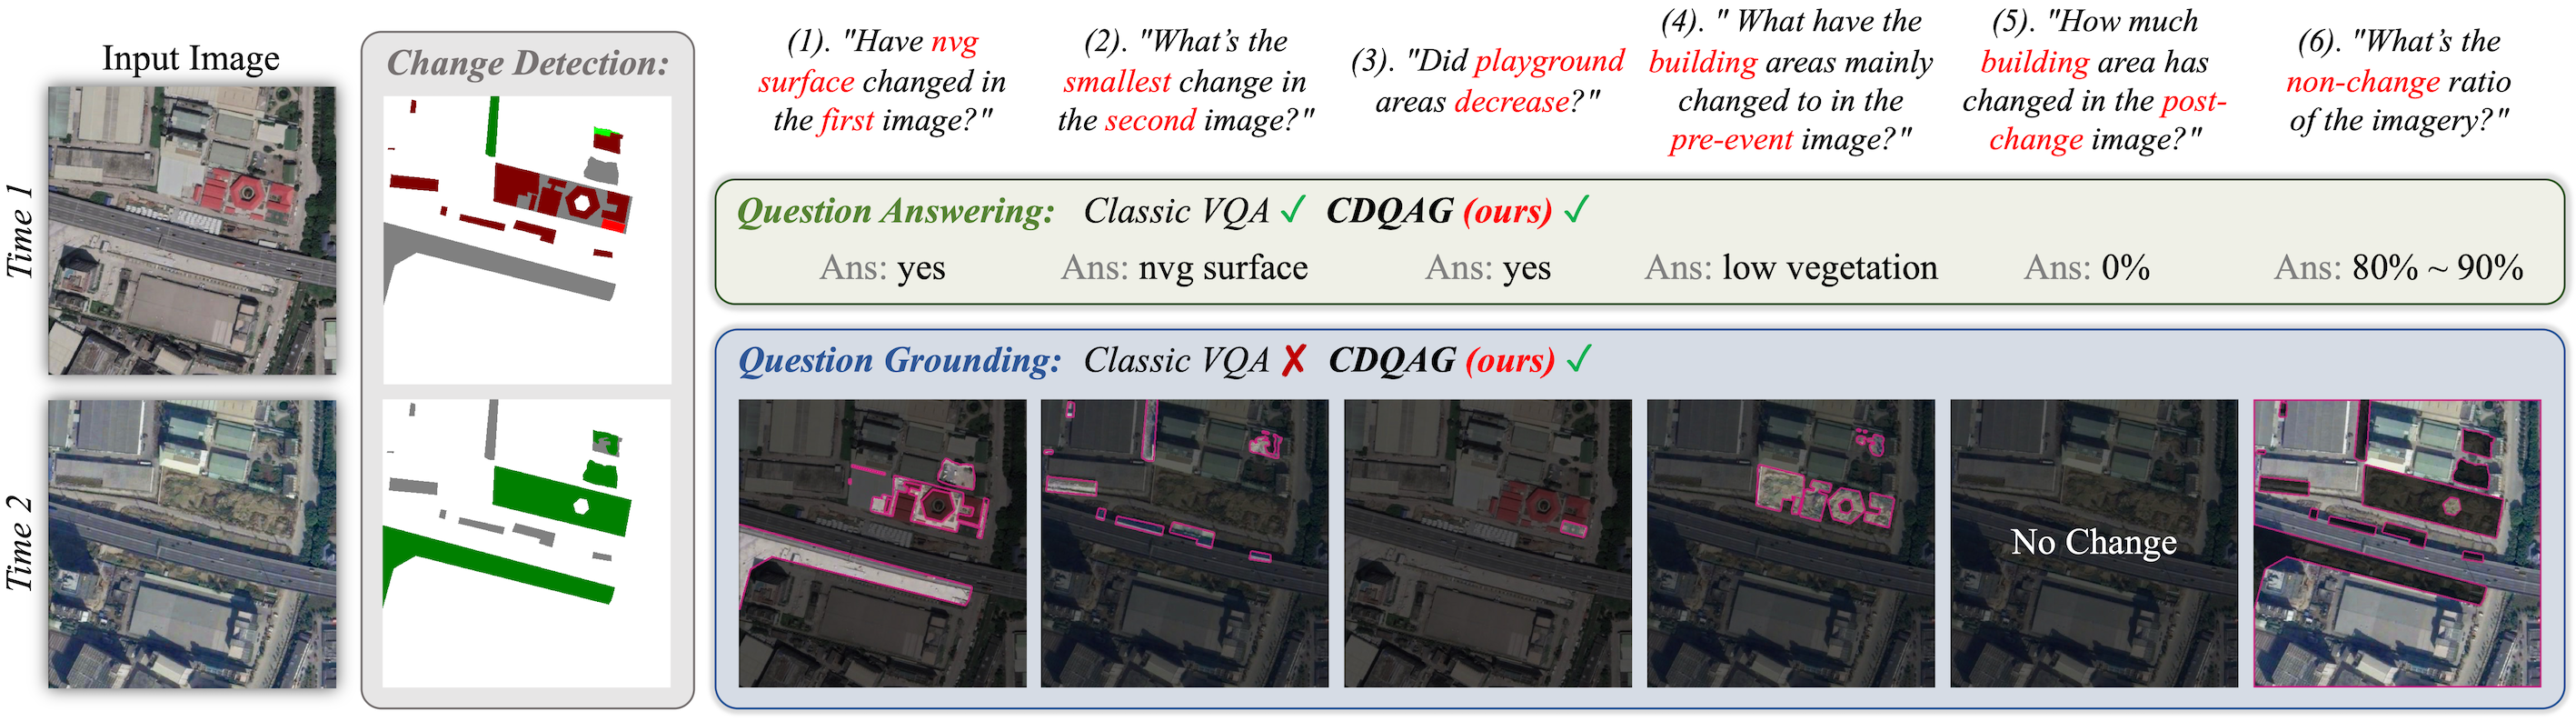 Input Image
Time 1
Time 2
Change Detection:
(1). "Have nvg
surface changed in
the first image?"
(2). "What's the
smallest change in
the second image?"
(3). "Did playground
areas decrease?"
(4). " What have the
building areas mainly
changed to in the
pre-event image?"
(5). "How much
building area has
changed in the post-
change image?"
(6). "What's the
non-change ratio
of the imagery?"
Question Answering: Classic VQA ✓ CDQAG (ours) ✓
Ans: yes
Ans: nvg surface
Ans: yes
Ans: low vegetation
Ans: 0%
Ans: 80% ~ 90%
Question Grounding: Classic VQA ✗ CDQAG (ours) ✓
No Change